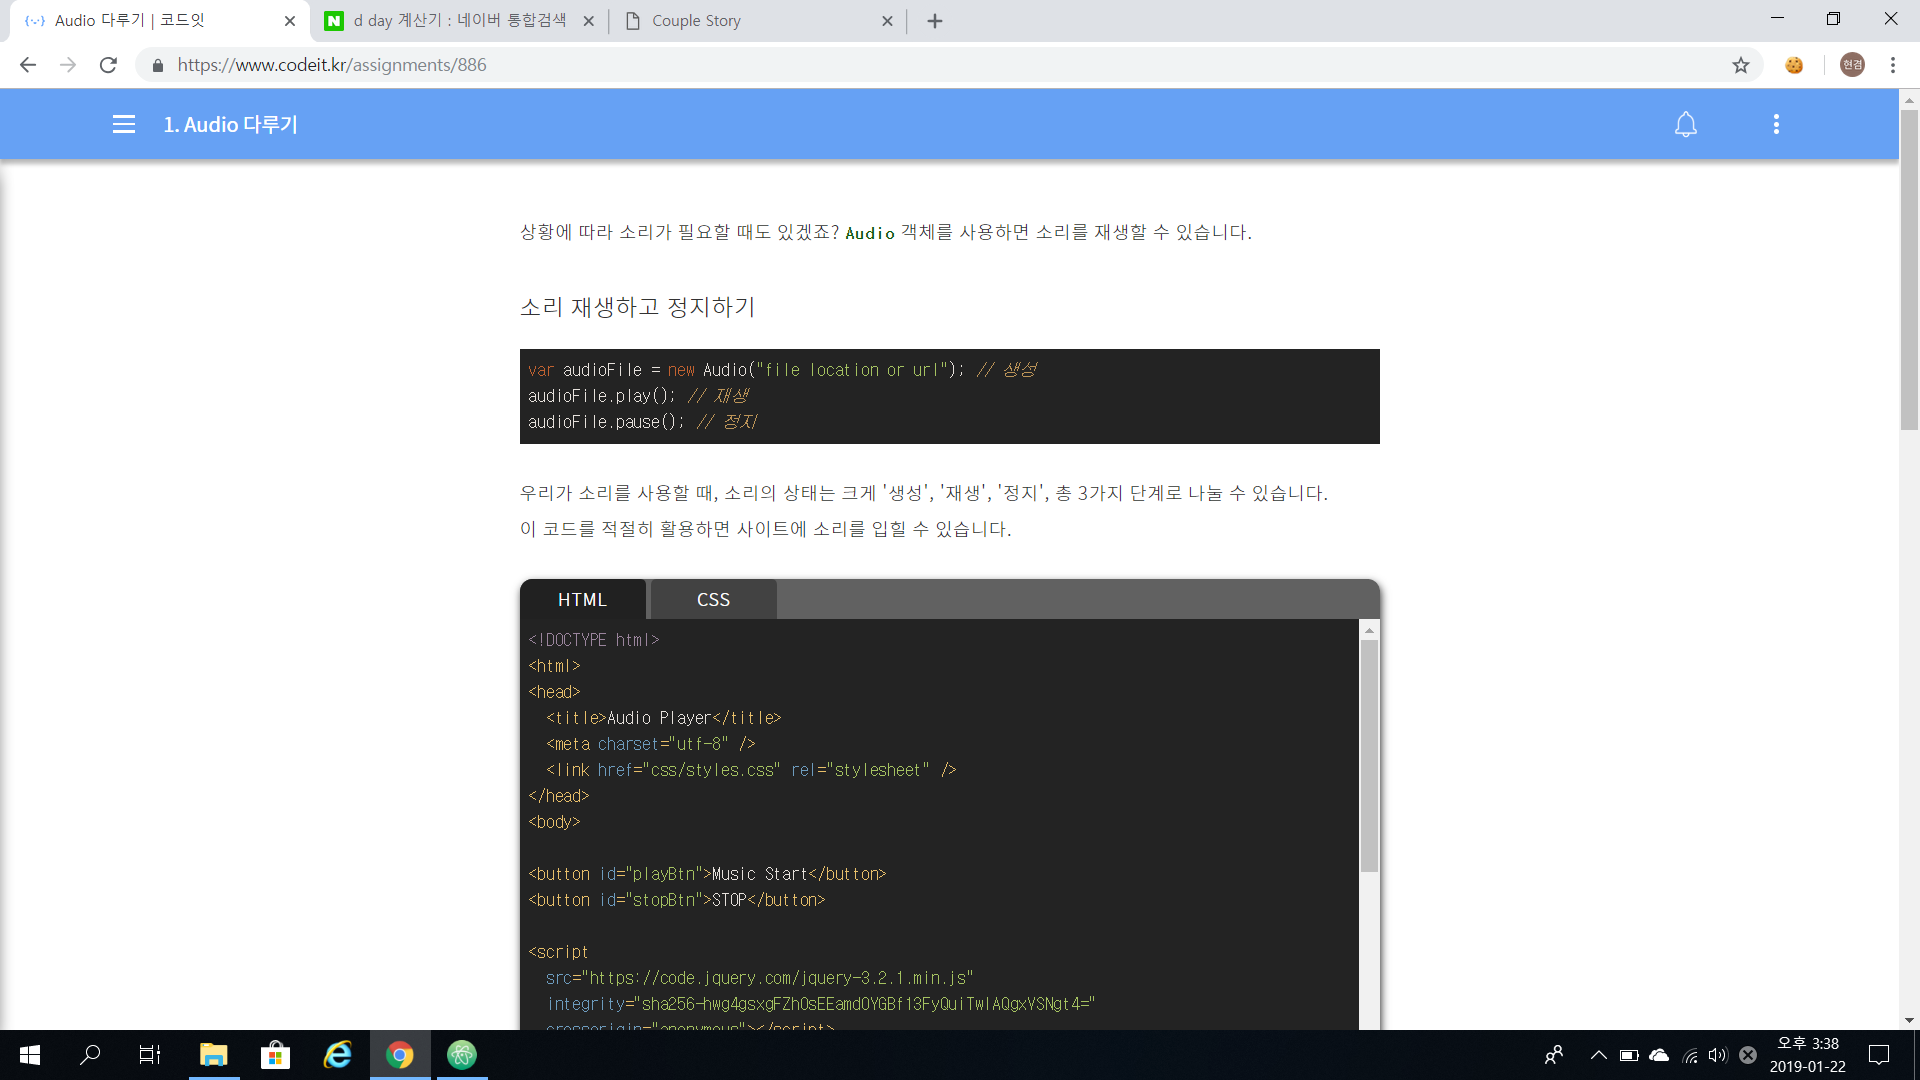 Audio 다루기 | 코드잇
d day 계산기 : 네이버 통합검색
Couple Story
https://www.codeit.kr/assignments/886
현겸
1. Audio 다루기
상황에 따라 소리가 필요할 때도 있겠죠? Audio 객체를 사용하면 소리를 재생할 수 있습니다.
소리 재생하고 정지하기
var audioFile = new Audio("file location or url"); // 생성
audioFile.play(); // 재생
audioFile.pause(); // 정지
우리가 소리를 사용할 때, 소리의 상태는 크게 '생성', '재생', '정지', 총 3가지 단계로 나눌 수 있습니다.
이 코드를 적절히 활용하면 사이트에 소리를 입힐 수 있습니다.
HTML
CSS
<!DOCTYPE html>
<html>
<head>
<title>Audio Player</title>
<meta charset="utf-8" />
<link href="css/styles.css" rel="stylesheet" />
</head>
<body>
<button id="playBtn">Music Start</button>
<button id="stopBtn">STOP</button>
<script
src="https://code.jquery.com/jquery-3.2.1.min.js"
integrity="sha256-hwg4gsxgFZhOsEEamdOYGBf13FyQuiTwlAQgxVSNgt4="
crossorigin="anonymous"></script>
오후 3:38
2019-01-22